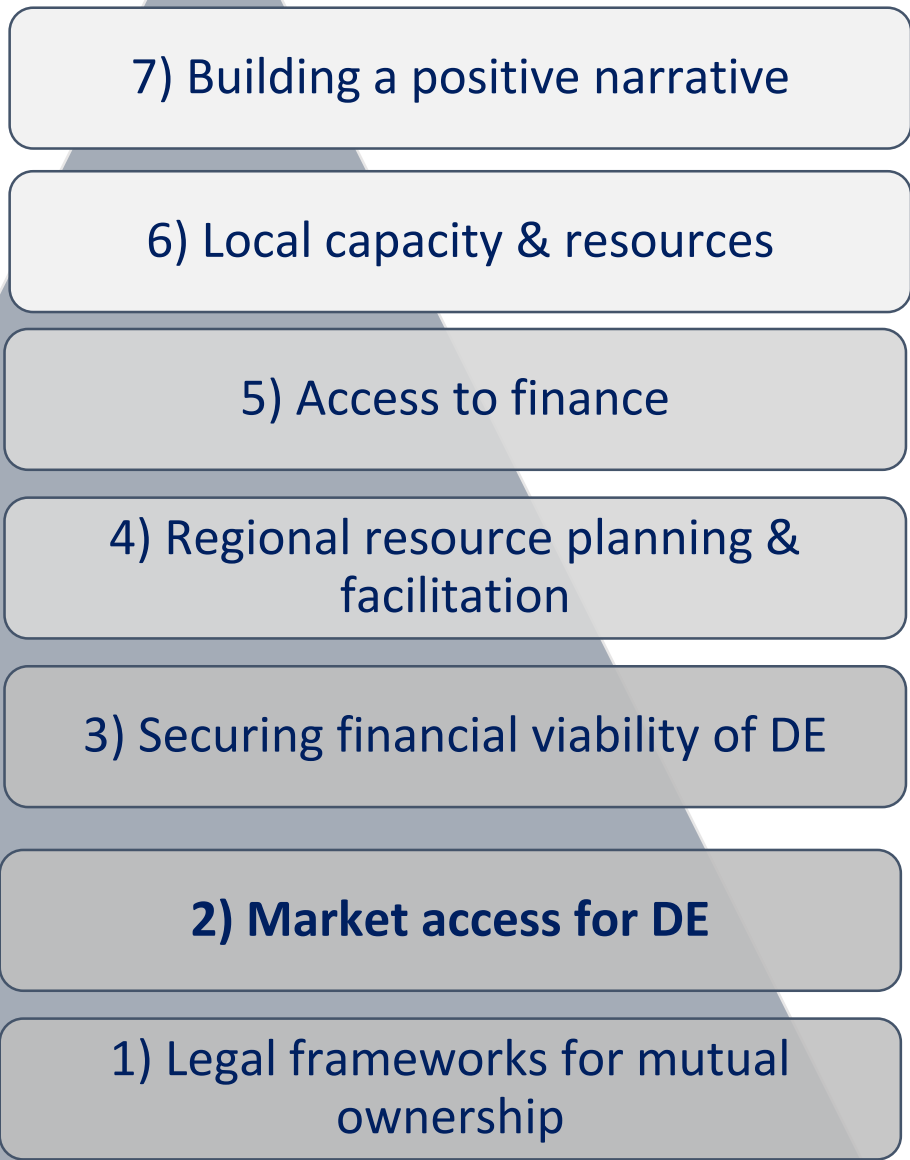 7) Building a positive narrative
6) Local capacity & resources
5) Access to finance
4) Regional resource planning &
facilitation
3) Securing financial viability of DE
2) Market access for DE
1) Legal frameworks for mutual
ownership